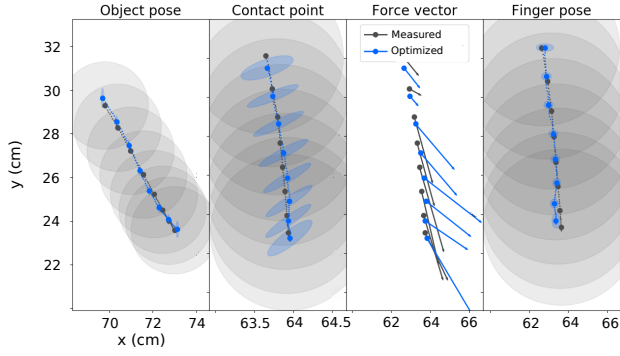 Object pose
Contact point
Force vector
Finger pose
Measured
Optimized
32
30
28
26
24
22
y (cm)
70 72 74
63.5 64 64.5
62 64 66
62 64 66
x (cm)